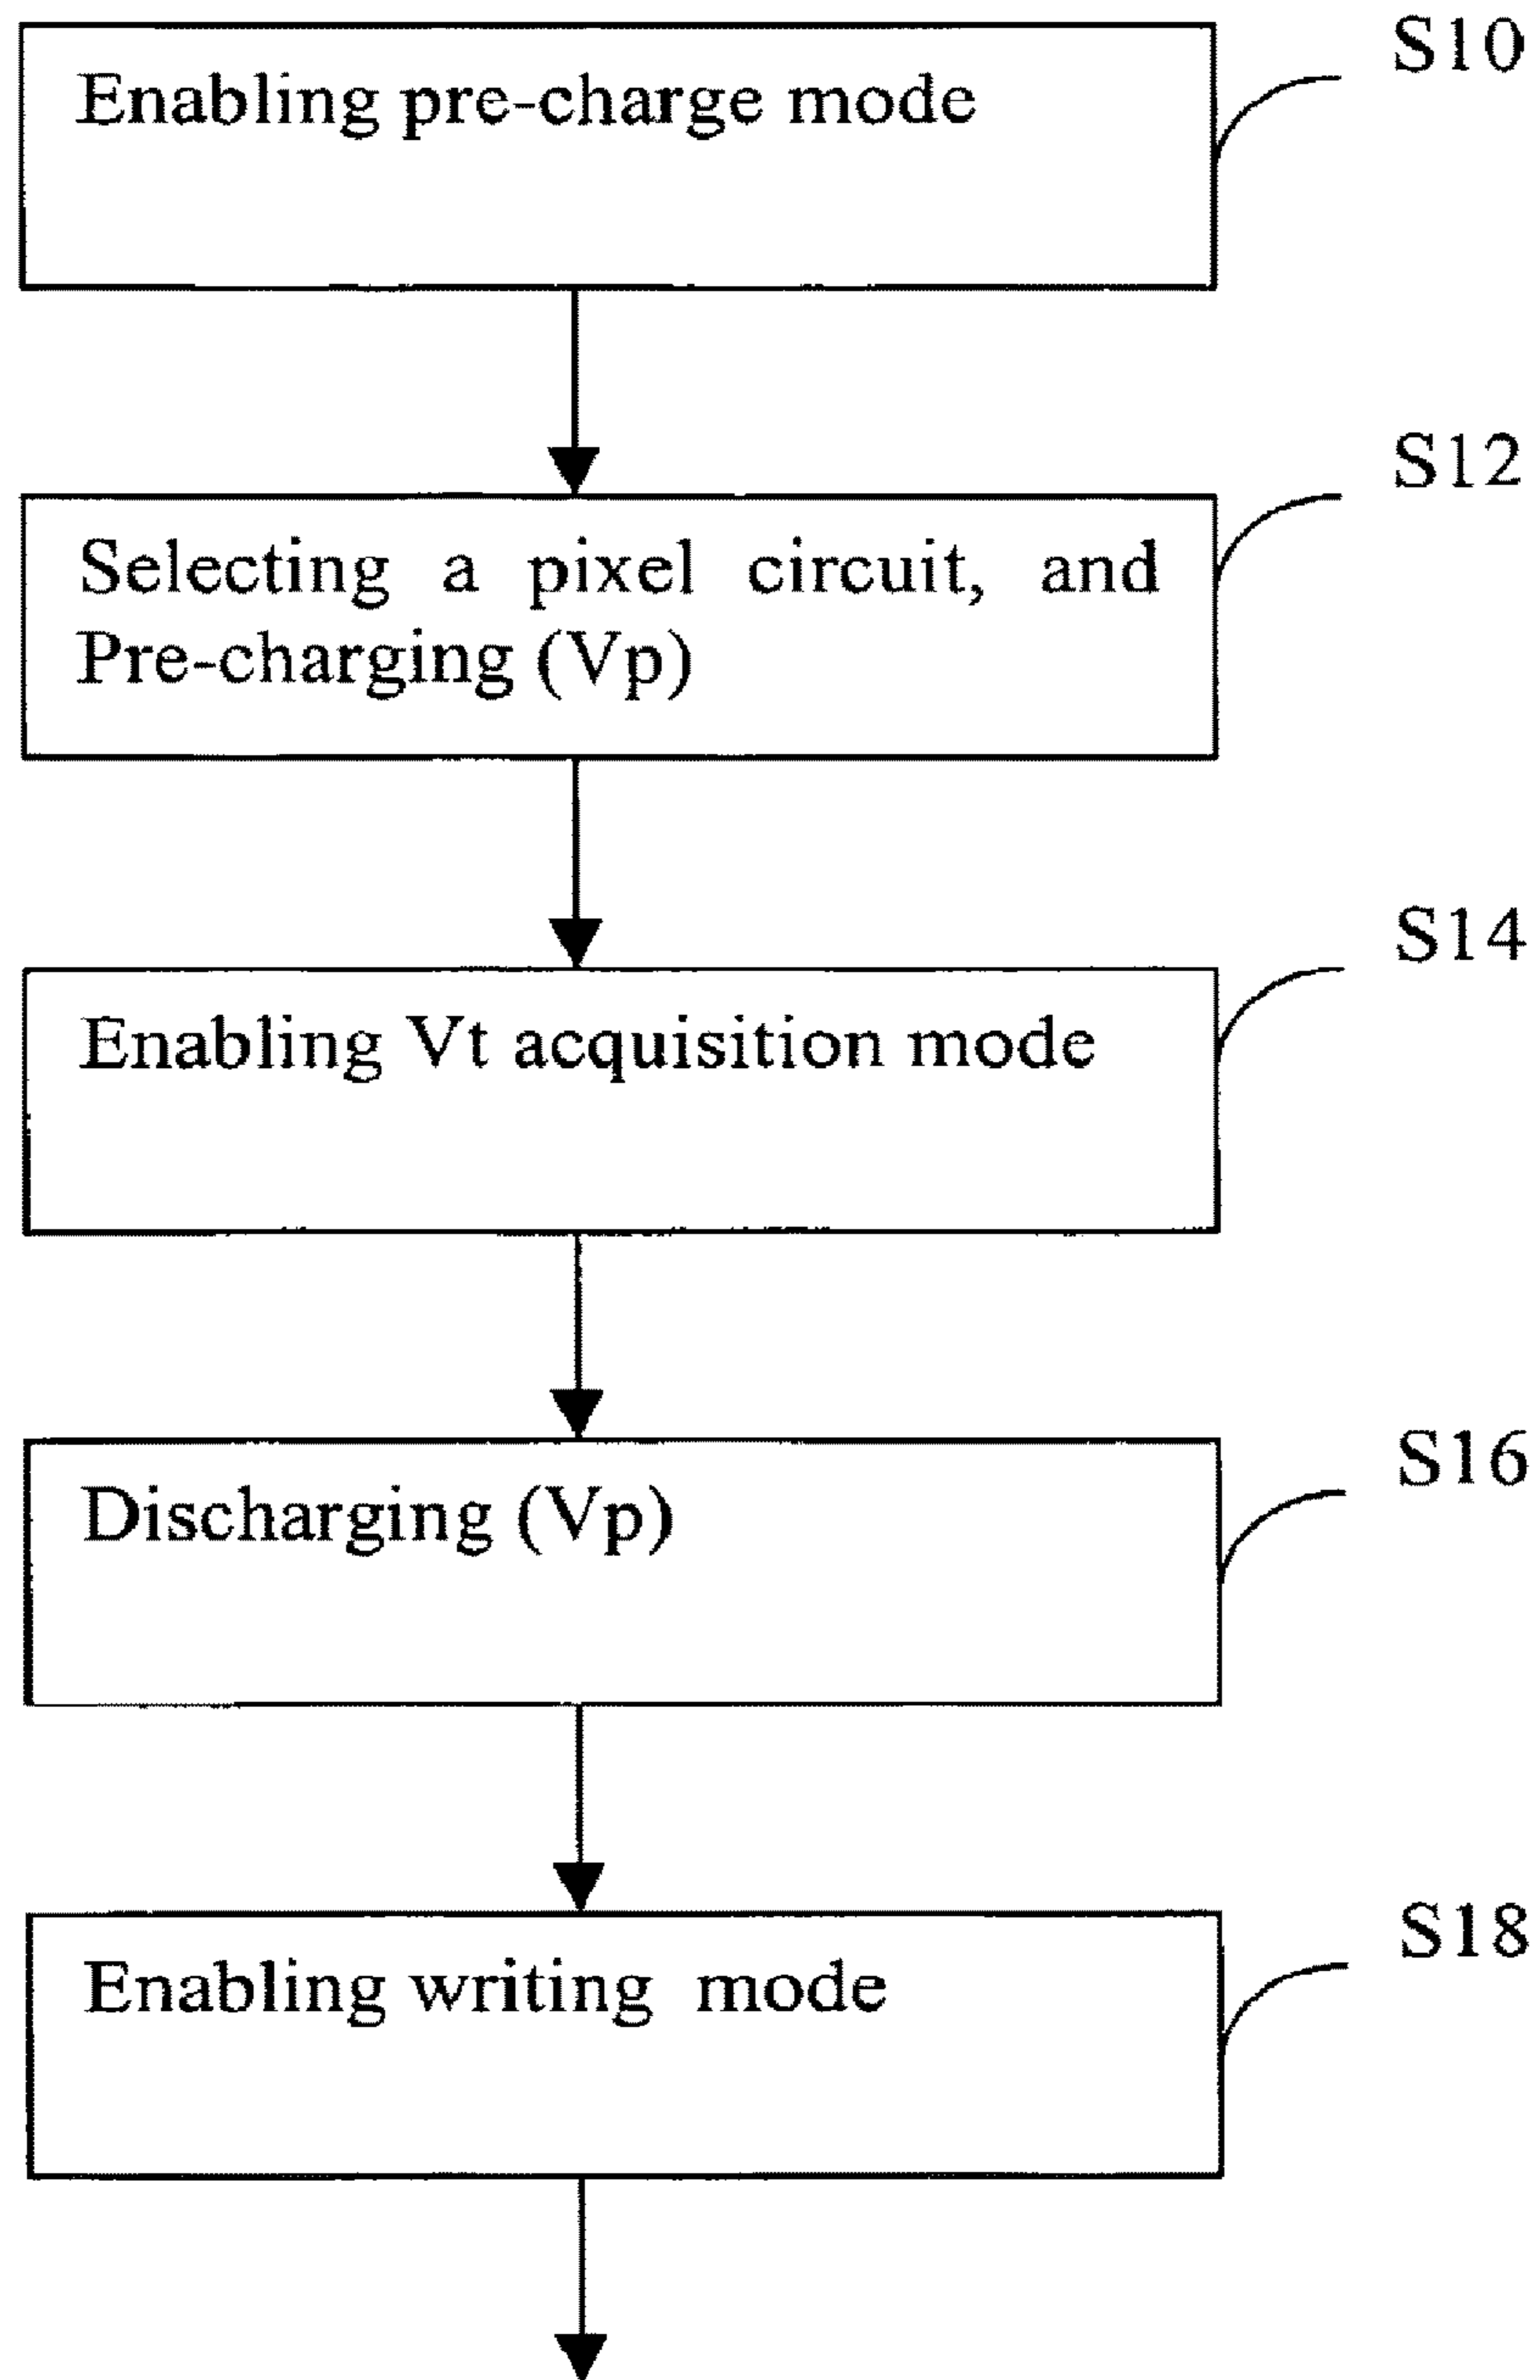 S10
Enabling pre-charge mode
S12
Selecting a pixel circuit, and
Pre-charging (Vp)
S14
Enabling Vt acquisition mode
S16
Discharging (Vp)
S18
Enabling writing mode